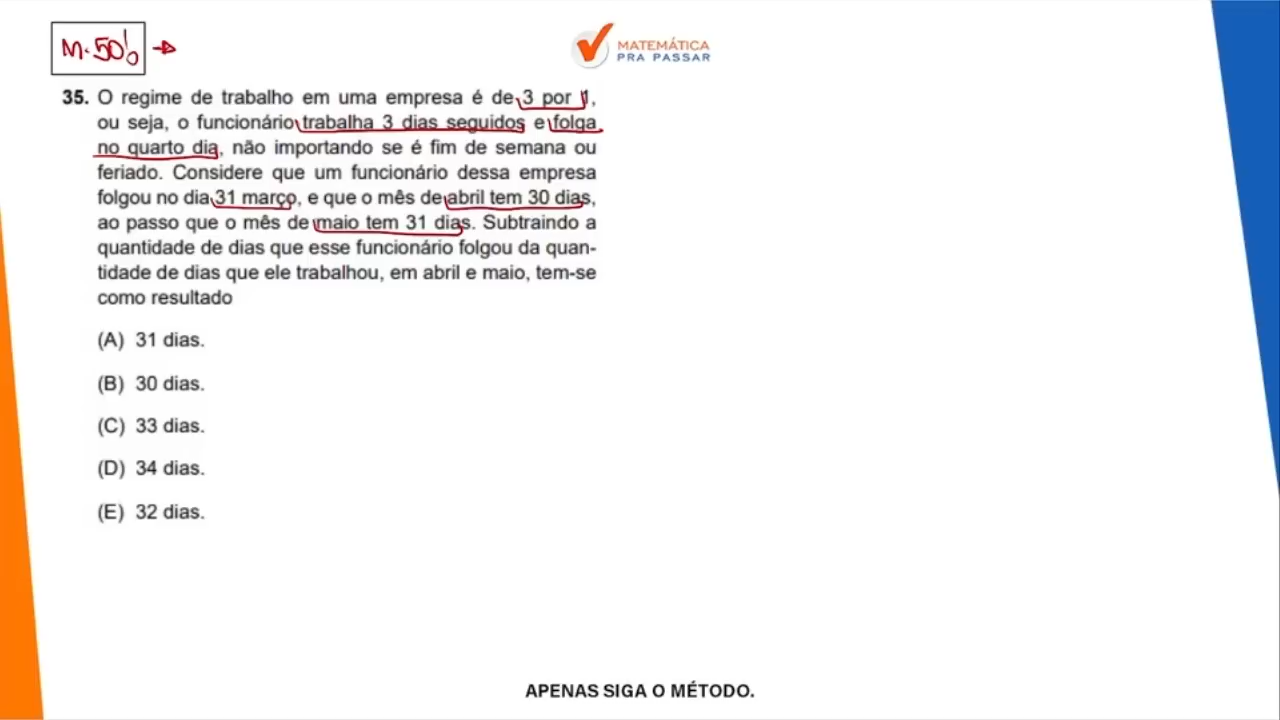 M.50%
MATEMÁTICA
PRA PASSAR
35. O regime de trabalho em uma empresa é de 3 por 1,
ou seja, o funcionário trabalha 3 dias seguidos e folga
no quarto dia, não importando se é fim de semana ou
feriado. Considere que um funcionário dessa empresa
folgou no dia 31 março, e que o mês de abril tem 30 dias,
ao passo que o mês de maio tem 31 dias. Subtraindo a
quantidade de dias que esse funcionário folgou da quan-
tidade de dias que ele trabalhou, em abril e maio, tem-se
como resultado
(A) 31 dias.
(B) 30 dias.
(C) 33 dias.
(D) 34 dias.
(E) 32 dias.
APENAS SIGA O MÉTODO.